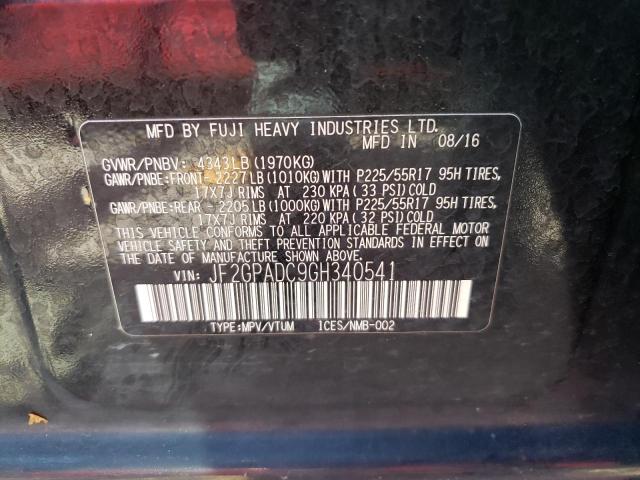 MFD BY FUJI HEAVY INDUSTRIES LTD.
MFD IN 08/16
GVWR/PNBV: 4343LB (1970KG)
GAWR/PNBE:FRONT- 2227LB (1010KG) WITH P225/55R17 95H TIRES,
17X7J RIMS AT 230 KPA (33 PSI) COLD
GAWR/PNBE:REAR - 2205LB (1000KG) WITH P225/55R17 95H TIRES,
17X7J RIMS AT 220 KPA (32 PSI) COLD
THIS VEHICLE CONFORMS TO ALL APPLICABLE FEDERAL MOTOR
VEHICLE SAFETY AND THEFT PREVENTION STANDARDS IN EFFECT ON
THE DATE OF MANUFACTURE SHOWN ABOVE.
VIN: JF2GPADC9GH340541
TYPE:MPV/VTUM ICES/NMB-002